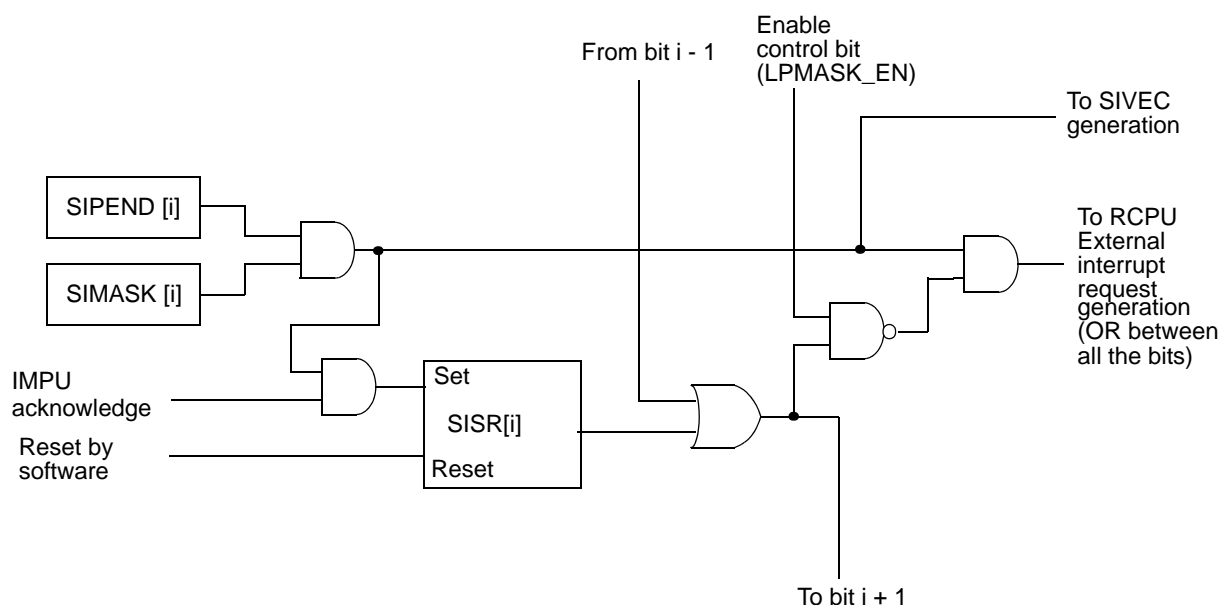 From bit i - 1
Enable
control bit
(LPMASK_EN)
To SIVEC
generation
SIPEND [i]
SIMASK [i]
To RCPU
External
interrupt
request
generation
(OR between
all the bits)
IMPU
acknowledge
Set
SISR[i]
Reset
Reset by
software
To bit i + 1